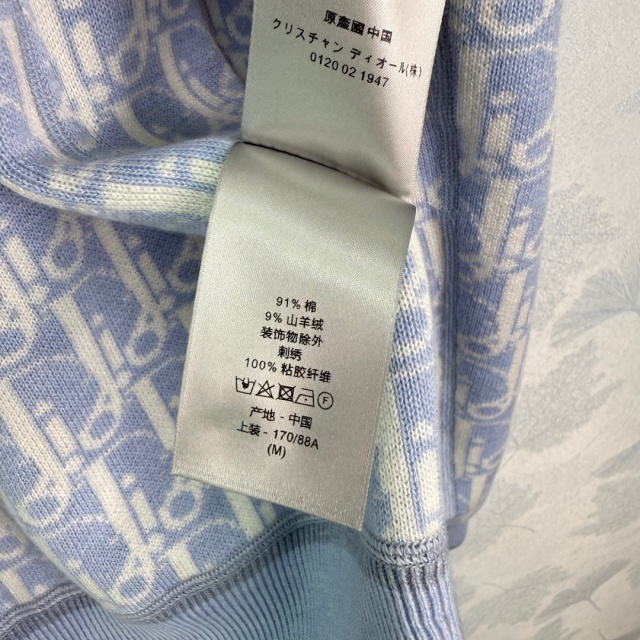 原產國 中国
クリスチャン ディオール(株)
0120 02 1947
91% 棉
9% 山羊绒
装饰物除外
刺绣
100% 粘胶纤维
F
产地 - 中国
上装 - 170/88A
(M)